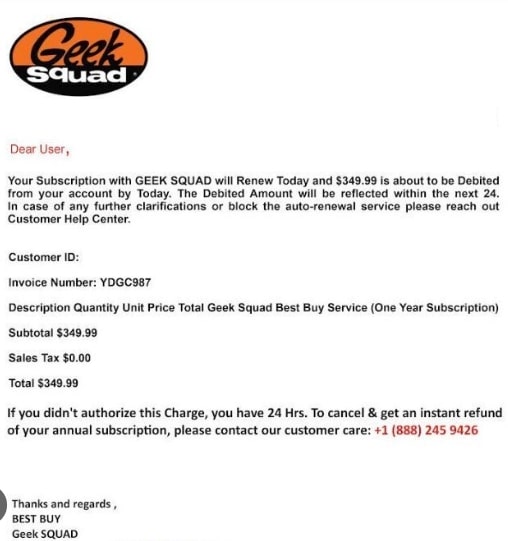 Geek
Squad
Dear User,
Your Subscription with GEEK SQUAD will Renew Today and $349.99 is about to be Debited
from your account by Today. The Debited Amount will be reflected within the next 24.
In case of any further clarifications or block the auto-renewal service please reach out
Customer Help Center.
Customer ID:
Invoice Number: YDGC987
Description Quantity Unit Price Total Geek Squad Best Buy Service (One Year Subscription)
Subtotal $349.99
Sales Tax $0.00
Total $349.99
If you didn't authorize this Charge, you have 24 Hrs. To cancel & get an instant refund
of your annual subscription, please contact our customer care: +1 (888) 245 9426
Thanks and regards ,
BEST BUY
Geek SQUAD